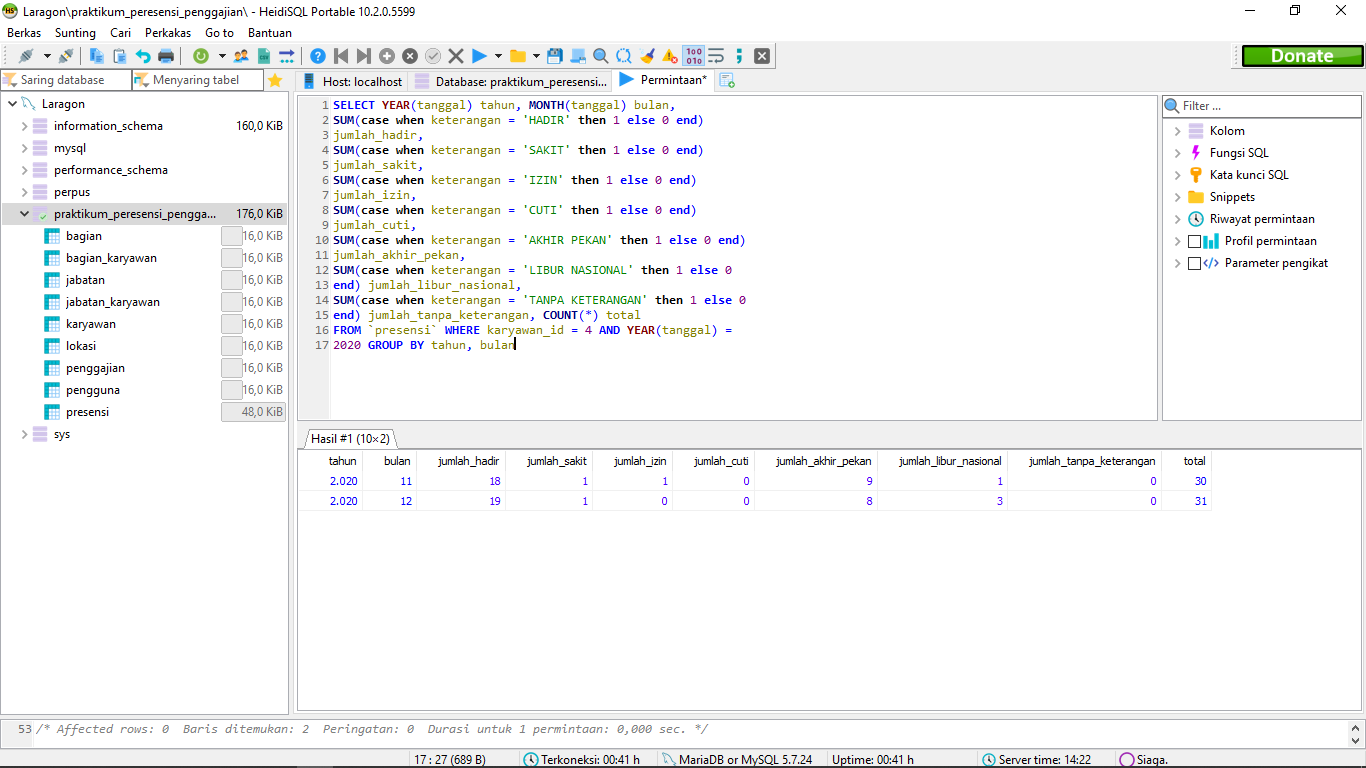 Laragon\praktikum_peresensi_penggajian\ - HeidiSQL Portable 10.2.0.5599
Berkas Sunting Cari Perkakas Go to Bantuan
Donate
Saring database Menyaring tabel
Host: localhost Database: praktikum_peresensi... Permintaan*
Laragon
information_schema 160,0 KiB
mysql
performance_schema
perpus
praktikum_peresensi_pengga... 176,0 KiB
bagian 16,0 KiB
bagian_karyawan 16,0 KiB
jabatan 16,0 KiB
jabatan_karyawan 16,0 KiB
karyawan 16,0 KiB
lokasi 16,0 KiB
penggajian 16,0 KiB
pengguna 16,0 KiB
presensi 48,0 KiB
sys
1 SELECT YEAR(tanggal) tahun, MONTH(tanggal) bulan,
2 SUM(case when keterangan = 'HADIR' then 1 else 0 end)
3 jumlah_hadir,
4 SUM(case when keterangan = 'SAKIT' then 1 else 0 end)
5 jumlah_sakit,
6 SUM(case when keterangan = 'IZIN' then 1 else 0 end)
7 jumlah_izin,
8 SUM(case when keterangan = 'CUTI' then 1 else 0 end)
9 jumlah_cuti,
10 SUM(case when keterangan = 'AKHIR PEKAN' then 1 else 0 end)
11 jumlah_akhir_pekan,
12 SUM(case when keterangan = 'LIBUR NASIONAL' then 1 else 0
13 end) jumlah_libur_nasional,
14 SUM(case when keterangan = 'TANPA KETERANGAN' then 1 else 0
15 end) jumlah_tanpa_keterangan, COUNT(*) total
16 FROM `presensi` WHERE karyawan_id = 4 AND YEAR(tanggal) =
17 2020 GROUP BY tahun, bulan
Filter ...
Kolom
Fungsi SQL
Kata kunci SQL
Snippets
Riwayat permintaan
Profil permintaan
Parameter pengikat
Hasil #1 (10×2)
tahun bulan jumlah_hadir jumlah_sakit jumlah_izin jumlah_cuti jumlah_akhir_pekan jumlah_libur_nasional jumlah_tanpa_keterangan total
2.020 11 18 1 1 0 9 1 0 30
2.020 12 19 1 0 0 8 3 0 31
53 /* Affected rows: 0 Baris ditemukan: 2 Peringatan: 0 Durasi untuk 1 permintaan: 0,000 sec. */
17 : 27 (689 B) Terkoneksi: 00:41 h MariaDB or MySQL 5.7.24 Uptime: 00:41 h Server time: 14:22 Siaga.